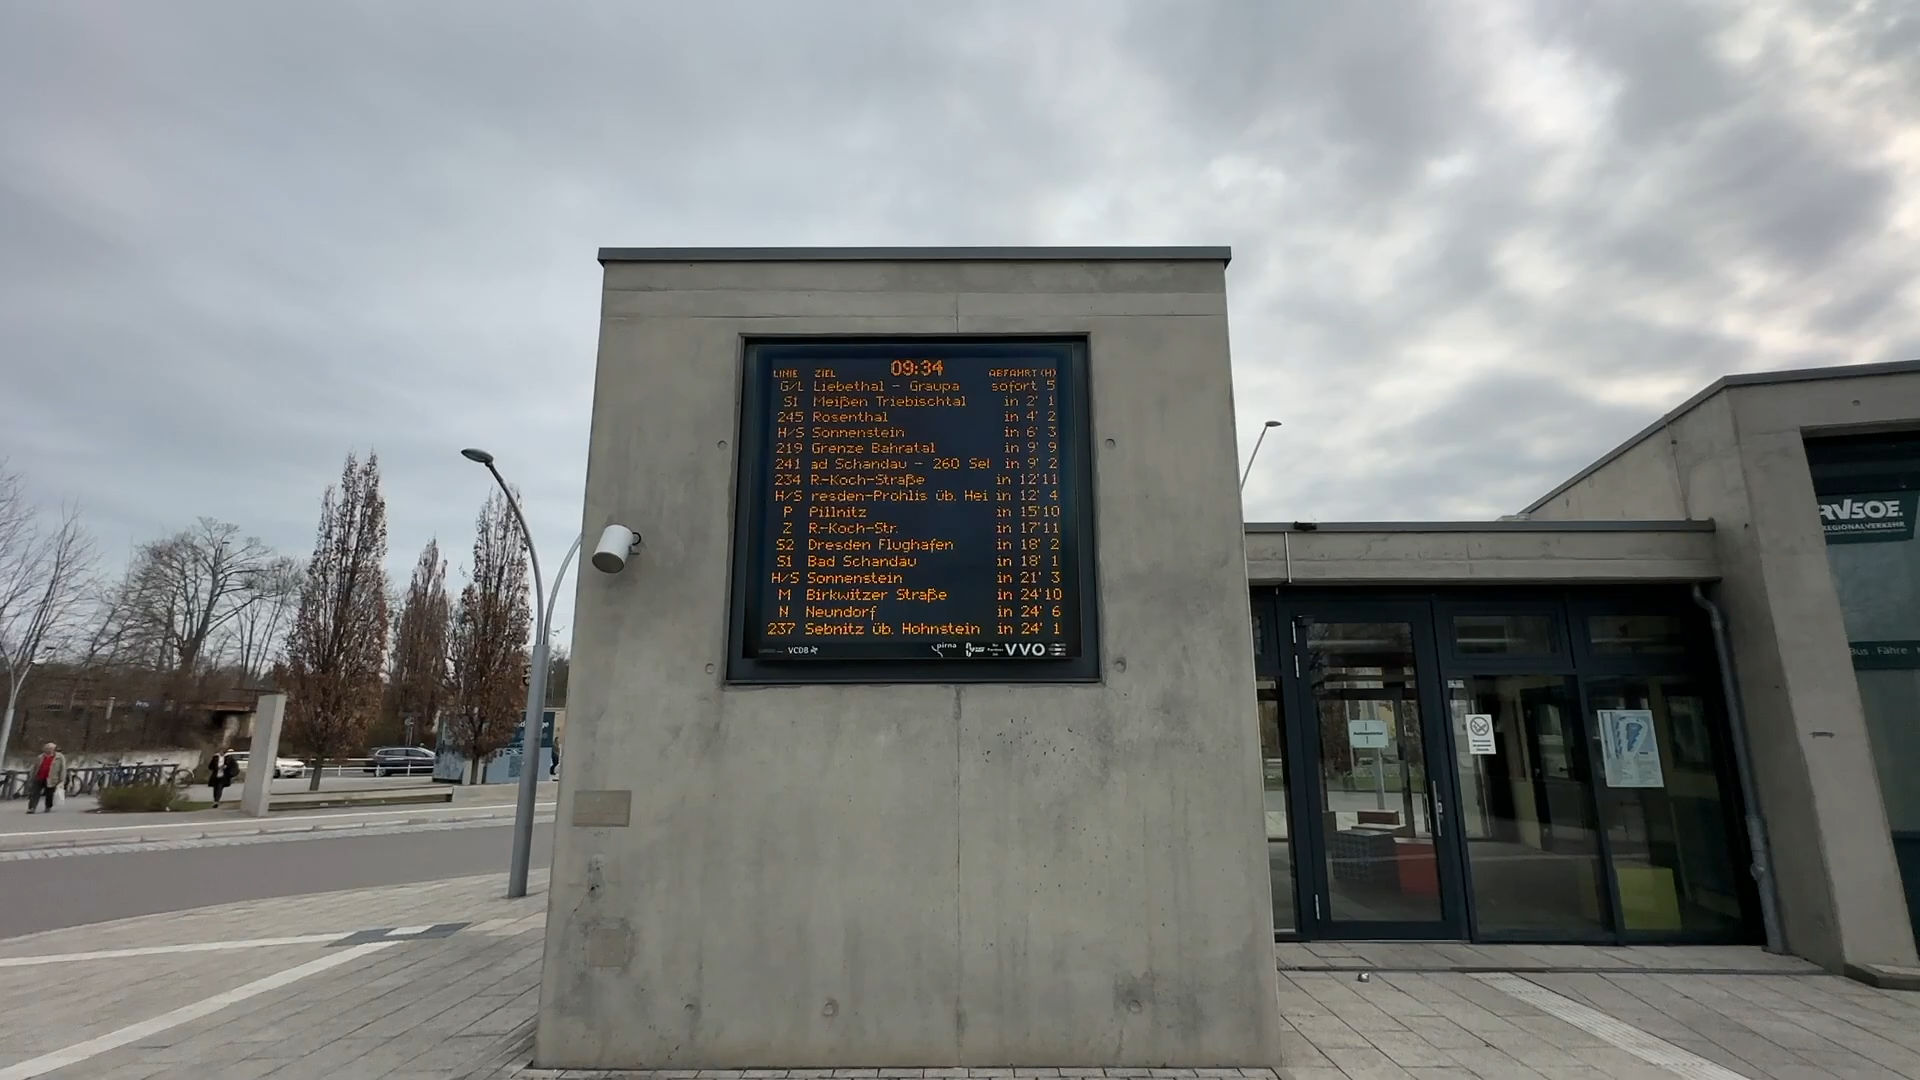 09:34
LINIE ZIEL ABFAHRT(H)
G/L Liebethal - Graupa sofort 5
S1 Meißen Triebischtal in 2' 1
245 Rosenthal in 4' 2
H/S Sonnenstein in 6' 3
219 Grenze Bahratal in 9' 9
241 ad Schandau - 260 Sel in 9' 2
234 R.-Koch-Straße in 12'11
H/S resden-Prohlis üb. Hei in 12' 4
P Pillnitz in 15'10
Z R.-Koch-Str. in 17'11
S2 Dresden Flughafen in 18' 2
S1 Bad Schandau in 18' 1
H/S Sonnenstein in 21' 3
M Birkwitzer Straße in 24'10
N Neundorf in 24' 6
237 Sebnitz üb. Hohnstein in 24' 1
VCDB pirna VVO
RVSOE.
REGIONALVERKEHR
Bus · Fähre ·